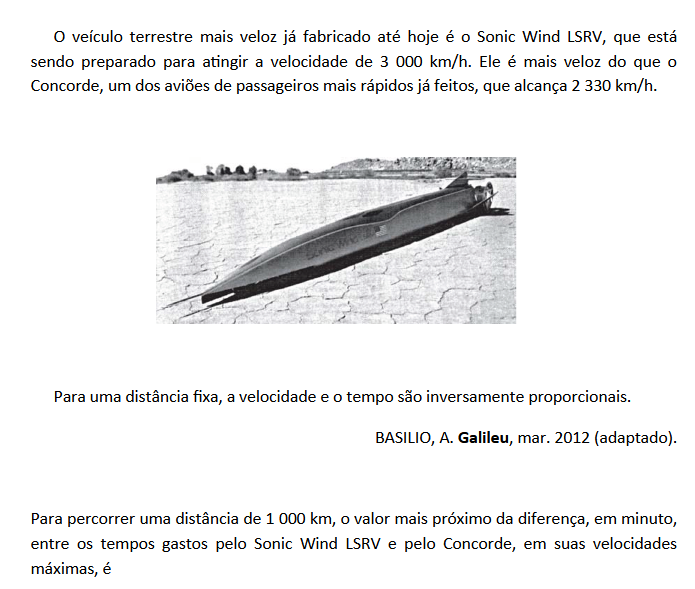 O veículo terrestre mais veloz já fabricado até hoje é o Sonic Wind LSRV, que está
sendo preparado para atingir a velocidade de 3 000 km/h. Ele é mais veloz do que o
Concorde, um dos aviões de passageiros mais rápidos já feitos, que alcança 2 330 km/h.
Sonic Wind
Para uma distância fixa, a velocidade e o tempo são inversamente proporcionais.
BASILIO, A. Galileu, mar. 2012 (adaptado).
Para percorrer uma distância de 1 000 km, o valor mais próximo da diferença, em minuto,
entre os tempos gastos pelo Sonic Wind LSRV e pelo Concorde, em suas velocidades
máximas, é